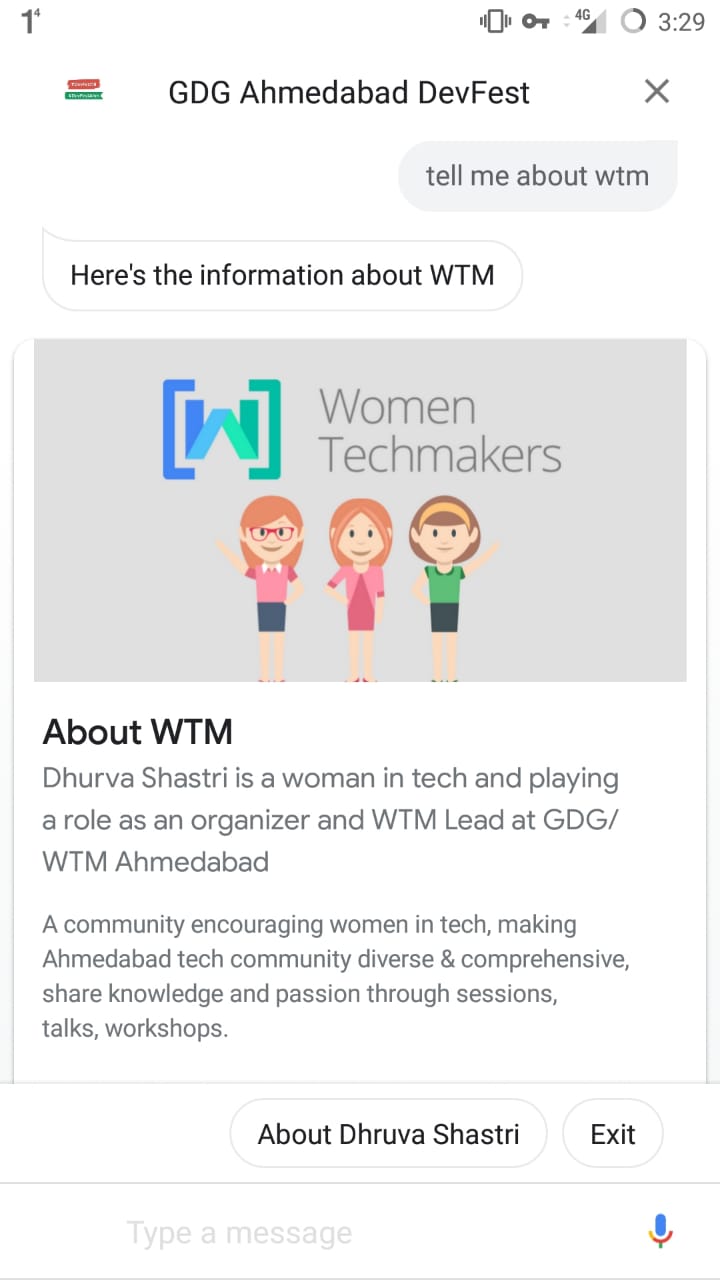 1⁴
4G
3:29
GDG Ahmedabad DevFest
tell me about wtm
Here's the information about WTM
Women
Techmakers
About WTM
Dhurva Shastri is a woman in tech and playing
a role as an organizer and WTM Lead at GDG/
WTM Ahmedabad
A community encouraging women in tech, making
Ahmedabad tech community diverse & comprehensive,
share knowledge and passion through sessions,
talks, workshops.
About Dhruva Shastri
Exit
Type a message